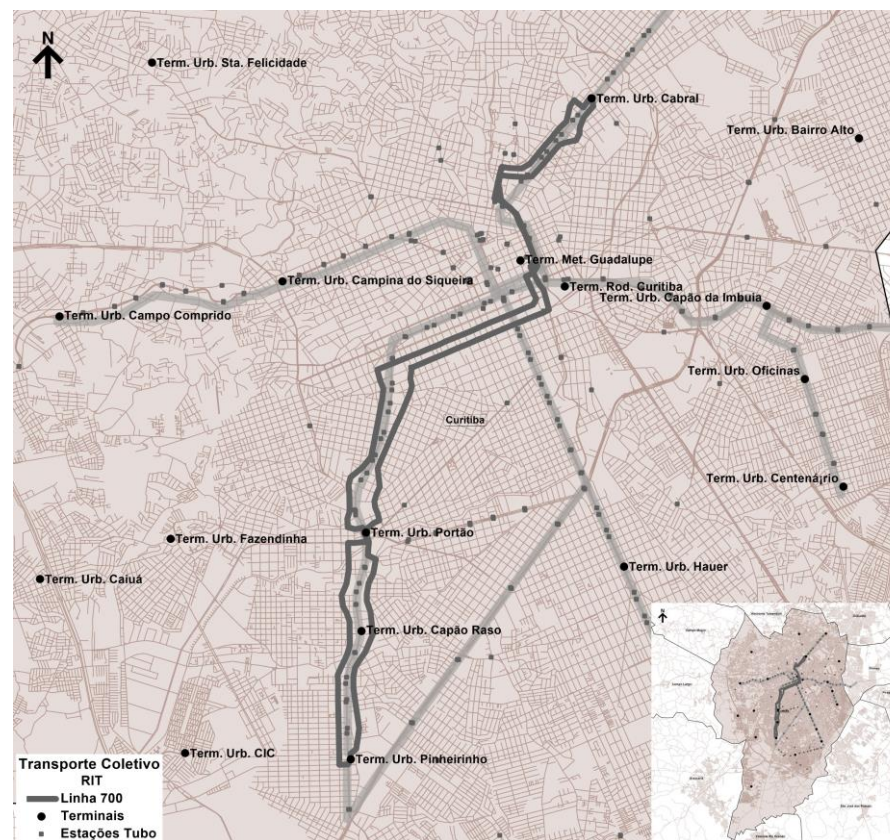 N
Term. Urb. Sta. Felicidade
Term. Urb. Cabral
Term. Urb. Bairro Alto
Term. Met. Guadalupe
Term. Urb. Campina do Siqueira
Term. Rod. Curitiba
Term. Urb. Capão da Imbuia
Term. Urb. Campo Comprido
Term. Urb. Oficinas
Curitiba
Term. Urb. Centená¡rio
Term. Urb. Portão
Term. Urb. Fazendinha
Term. Urb. Hauer
Term. Urb. Caiuá
Term. Urb. Capão Raso
N
Term. Urb. CIC
Term. Urb. Pinheirinho
Transporte Coletivo
RIT
Linha 700
Terminais
Estações Tubo